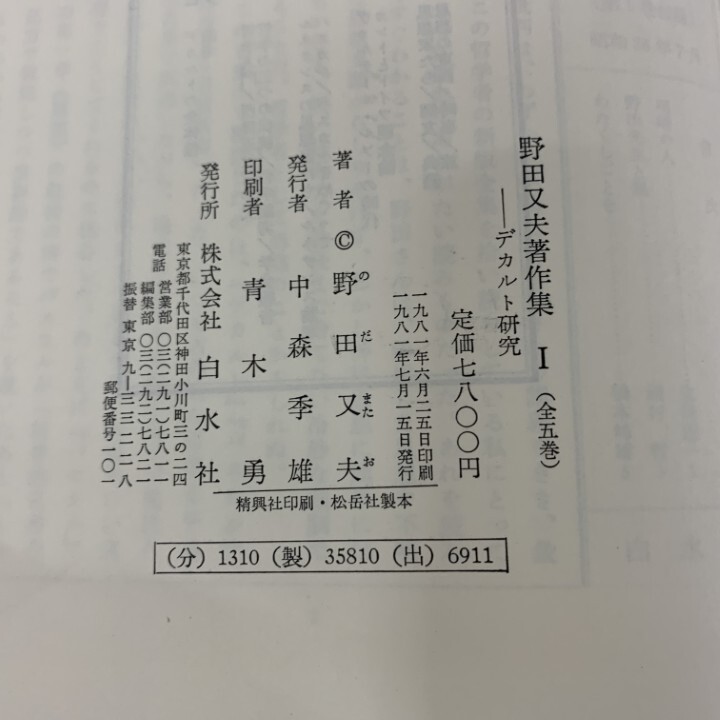 野田又夫著作集 Ⅰ（全五巻）
――デカルト研究
定価七八〇〇円
一九八一年六月二五日印刷
一九八一年七月一五日発行
著者 © 野田又夫
のだまたお
発行者 中森季雄
印刷者 青木勇
発行所 株式会社白水社
東京都千代田区神田小川町三の二四
電話 営業部〇三(二九一)七八一一
編集部〇三(二九二)七八二一
振替東京九―三三二二八
郵便番号一〇一
精興社印刷・松岳社製本
（分）1310（製）35810（出）6911